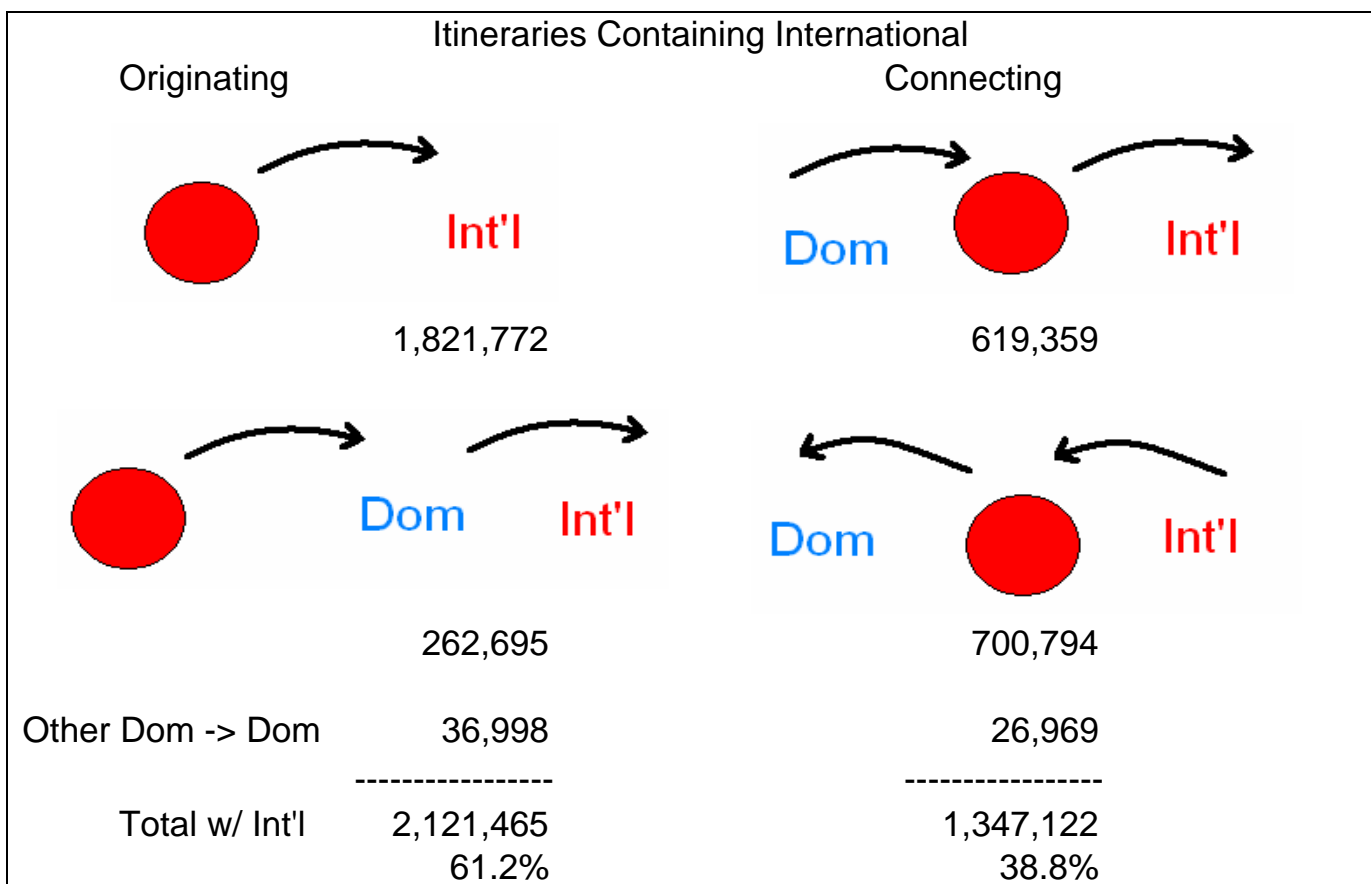 Itineraries Containing International
Originating Connecting
Int'l Dom Int'l
1,821,772 619,359
Dom Int'l Dom Int'l
262,695 700,794
Other Dom -> Dom 36,998 26,969
----------------- -----------------
Total w/ Int'l 2,121,465 1,347,122
61.2% 38.8%